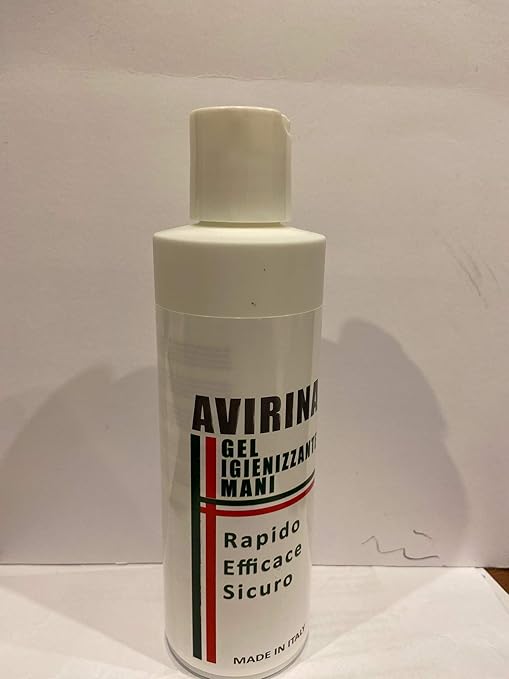 AVIRINA
GEL
IGIENIZZANTE
MANI
Rapido
Efficace
Sicuro
MADE IN ITALY